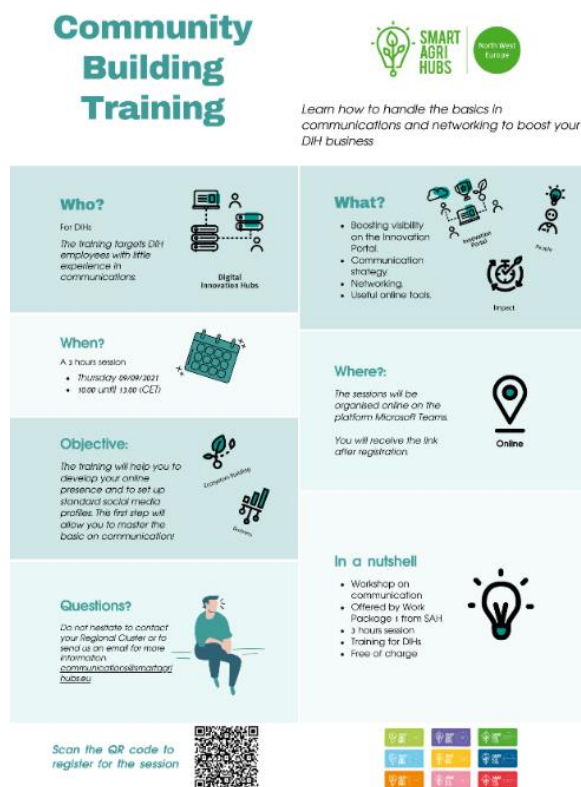 Community
Building
Training
SMART
AGRI
HUBS
North West
Europe
Learn how to handle the basics in
communications and networking to boost your
DIH business
Who?
For DIHs
The training targets DIH
employees with little
experience in
communications.
Digital
Innovation Hubs
What?
• Boosting visibility
on the Innovation
Portal.
• Communication
strategy.
• Networking.
• Useful online tools.
Innovation
Portal
People
Impact
When?
A 3 hours session
• Thursday 09/09/2021
• 10.00 until 13.00 (CET)
Where?:
The sessions will be
organised online on the
platform Microsoft Teams.
You will receive the link
after registration.
Online
Objective:
The training will help you to
develop your online
presence and to set up
standard social media
profiles. This first step will
allow you to master the
basic on communication!
Ecosystem Building
Business
In a nutshell
• Workshop on
communication
• Offered by Work
Package 1 from SAH
• 3 hours session
• Training for DIHs
• Free of charge
Questions?
Do not hesitate to contact
your Regional Cluster or to
send us an email for more
information.
communications@smartagri
hubs.eu
Scan the QR code to
register for the session